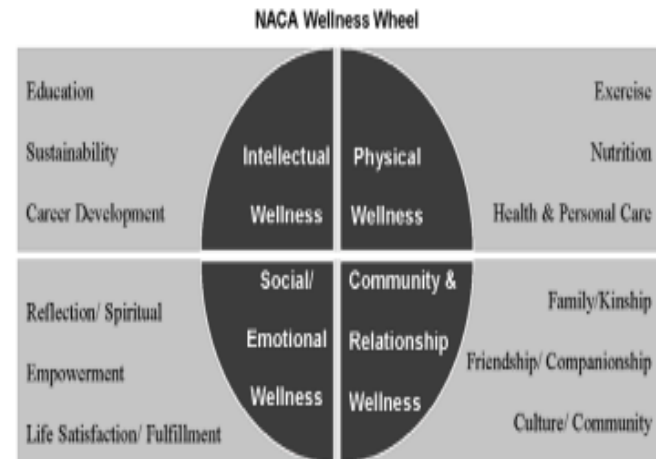 NACA Wellness Wheel
Education
Sustainability
Career Development
Intellectual
Wellness
Physical
Wellness
Exercise
Nutrition
Health & Personal Care
Reflection/ Spiritual
Empowerment
Life Satisfaction/ Fulfillment
Social/
Emotional
Wellness
Community &
Relationship
Wellness
Family/Kinship
Friendship/ Companionship
Culture/ Community